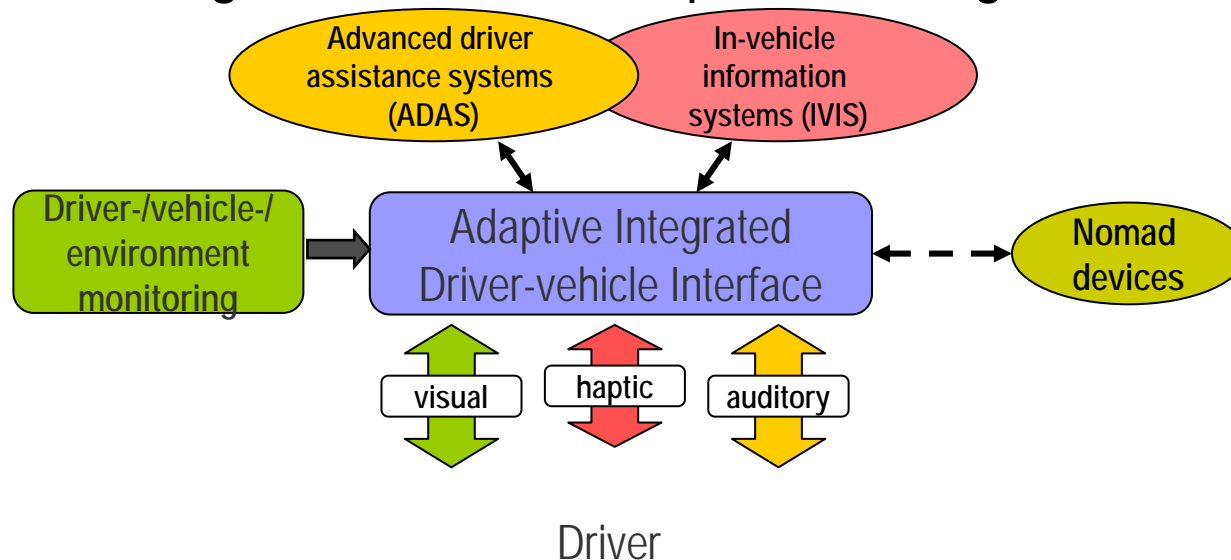 Advanced driver
assistance systems
(ADAS)
In-vehicle
information
systems (IVIS)
Driver-/vehicle-/
environment
monitoring
Adaptive Integrated
Driver-vehicle Interface
Nomad
devices
visual
haptic
auditory
Driver